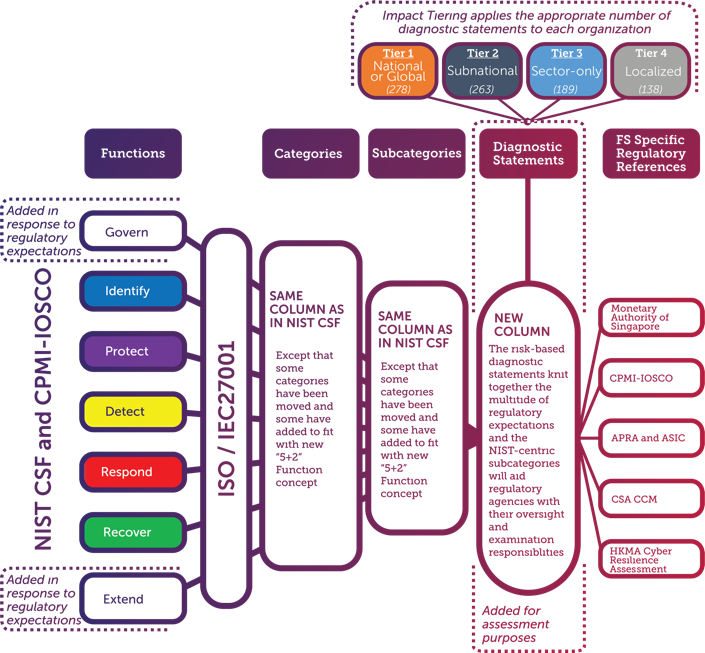 Impact Tiering applies the appropriate number of
diagnostic statements to each organization
Tier 1
National
or Global
(278)
Tier 2
Subnational
(263)
Tier 3
Sector-only
(189)
Tier 4
Localized
(138)
Functions
Categories
Subcategories
Diagnostic
Statements
FS Specific
Regulatory
References
Added in
response to
regulatory
expectations
NIST CSF and CPMI-IOSCO
Govern
Identify
Protect
Detect
Respond
Recover
Extend
Added in
response to
regulatory
expectations
ISO / IEC27001
SAME
COLUMN AS
IN NIST CSF
Except that
some
categories
have been
moved and
some have
added to fit
with new
"5+2"
Function
concept
SAME
COLUMN AS
IN NIST CSF
Except that
some
categories
have been
moved and
some have
added to fit
with new
"5+2"
Function
concept
NEW
COLUMN
The risk-based
diagnostic
statements knit
together the
multitude of
regulatory
expectations
and the
NIST-centric
subcategories
will aid
regulatory
agencies with
their oversight
and
examination
responsiblities
Added for
assessment
purposes
Monetary
Authority of
Singapore
CPMI-IOSCO
APRA and ASIC
CSA CCM
HKMA Cyber
Resilience
Assessment